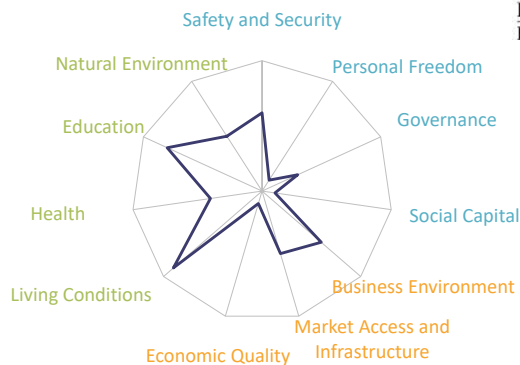 Safety and Security
Natural Environment
Personal Freedom
Education
Governance
Health
Social Capital
Living Conditions
Business Environment
Market Access and
Infrastructure
Economic Quality